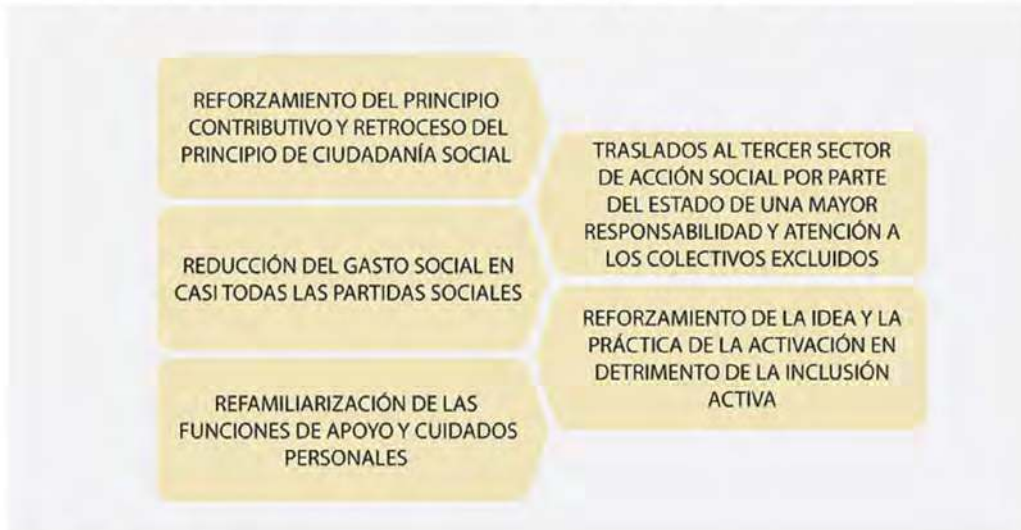 REFORZAMIENTO DEL PRINCIPIO
CONTRIBUTIVO Y RETROCESO DEL
PRINCIPIO DE CIUDADANÍA SOCIAL
TRASLADOS AL TERCER SECTOR
DE ACCIÓN SOCIAL POR PARTE
DEL ESTADO DE UNA MAYOR
RESPONSABILIDAD Y ATENCIÓN A
LOS COLECTIVOS EXCLUIDOS
REDUCCIÓN DEL GASTO SOCIAL EN
CASI TODAS LAS PARTIDAS SOCIALES
REFORZAMIENTO DE LA IDEA Y LA
PRÁCTICA DE LA ACTIVACIÓN EN
DETRIMENTO DE LA INCLUSIÓN
ACTIVA
REFAMILIARIZACIÓN DE LAS
FUNCIONES DE APOYO Y CUIDADOS
PERSONALES